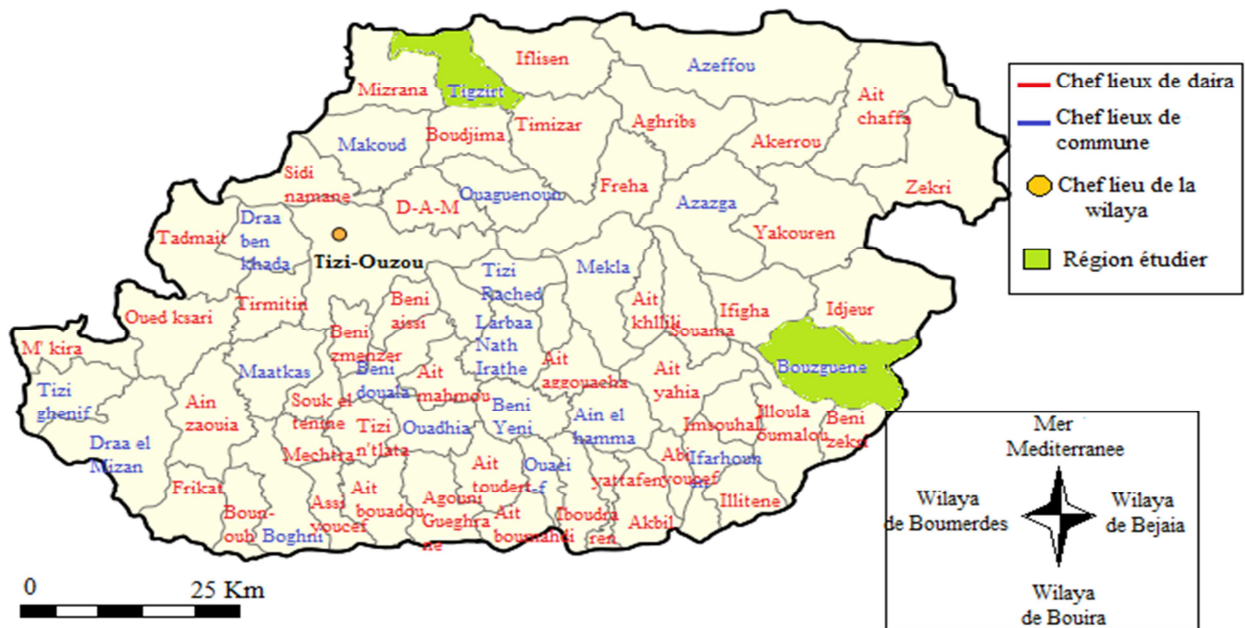 Iflisen
Azeffou
Mizrana
Tigzirt
Ait
chaffa
Boudjima
Timizar
Aghribs
Akerrou
Makoud
Sidi
namane
Ouaguenoun
Freha
Zekri
D-A-M
Azazga
Draa
ben
khada
Tadmait
Yakouren
Tizi-Ouzou
Tizi
Rached
Mekla
Oued ksari
Tirmitin
Beni
aissi
Ait
khllili
Souama
Ifigha
Idjeur
Larbaa
Nath
Irathe
Beni
zmenzer
M' kira
Maatkas
Beni
douala
Ait
mahmou
Ait
aggouacha
Ait
yahia
Bouzguene
Tizi
ghenif
Ain
zaouia
Souk el
tenine
Tizi
n'tlata
Ouadhia
Beni
Yeni
Ain el
hamma
Imsouhal
Illoula
oumalou
Beni
zeksi
Draa el
Mizan
Mechtra
Ait
toudert
Ouaci
-f
yattafen
Abi
youcef
Ifarhoun
Illitene
Frikat
Boun-
ouh
Boghni
Assi
youcef
Ait
bouadou
Agouni
Gueghra
ne
Ait
boumahdi
Iboudra
ren
Akbil
0 25 Km
Chef lieux de daira
Chef lieux de
commune
Chef lieu de la
wilaya
Région étudier
Mer
Mediterranee
Wilaya
de Boumerdes
Wilaya
de Bejaia
Wilaya
de Bouira